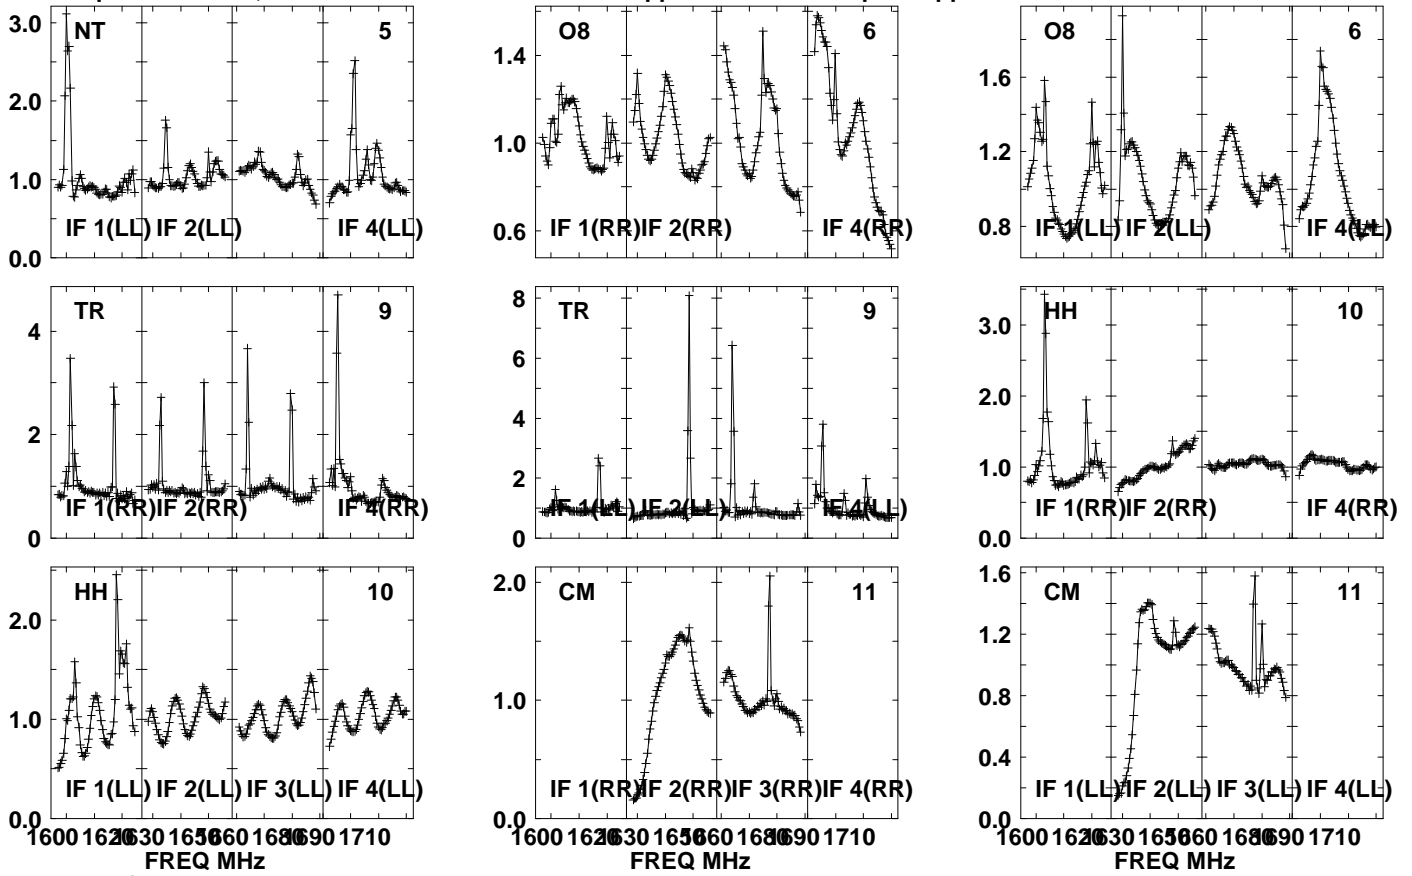 NT 5
3.0
2.0
1.0
0.0
IF 1(LL) IF 2(LL) IF 4(LL)
O8 6
1.4
1.0
0.6
IF 1(RR) IF 2(RR) IF 4(RR)
O8 6
1.6
1.2
0.8
IF 1(LL) IF 2(LL) IF 4(LL)
TR 9
4
2
0
IF 1(RR) IF 2(RR) IF 4(RR)
TR 9
8
6
4
2
0
IF 1(LL) IF 2(LL) IF 4(LL)
HH 10
3.0
2.0
1.0
0.0
IF 1(RR) IF 2(RR) IF 4(RR)
HH 10
2.0
1.0
0.0
IF 1(LL) IF 2(LL) IF 3(LL) IF 4(LL)
1600 1620 1630 1650 1660 1680 1690 1710
FREQ MHz
CM 11
2.0
1.0
0.0
IF 1(RR) IF 2(RR) IF 3(RR) IF 4(RR)
1600 1620 1630 1650 1660 1680 1690 1710
FREQ MHz
CM 11
1.6
1.2
0.8
0.4
0.0
IF 1(LL) IF 2(LL) IF 3(LL) IF 4(LL)
1600 1620 1630 1650 1660 1680 1690 1710
FREQ MHz